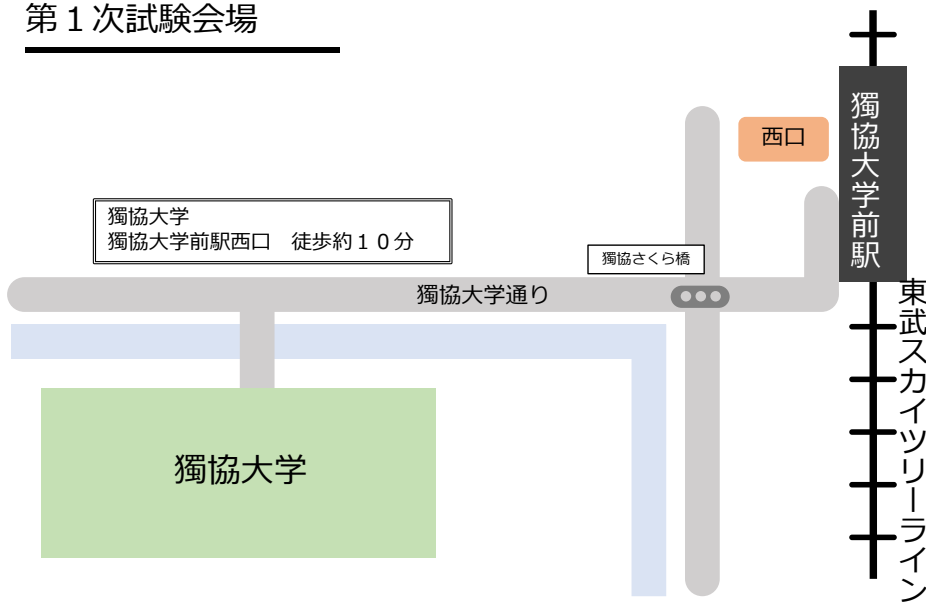 第１次試験会場
獨協大学前駅
西口
獨協大学
獨協大学前駅西口　徒歩約１０分
獨協さくら橋
獨協大学通り
東武スカイツリーライン
獨協大学